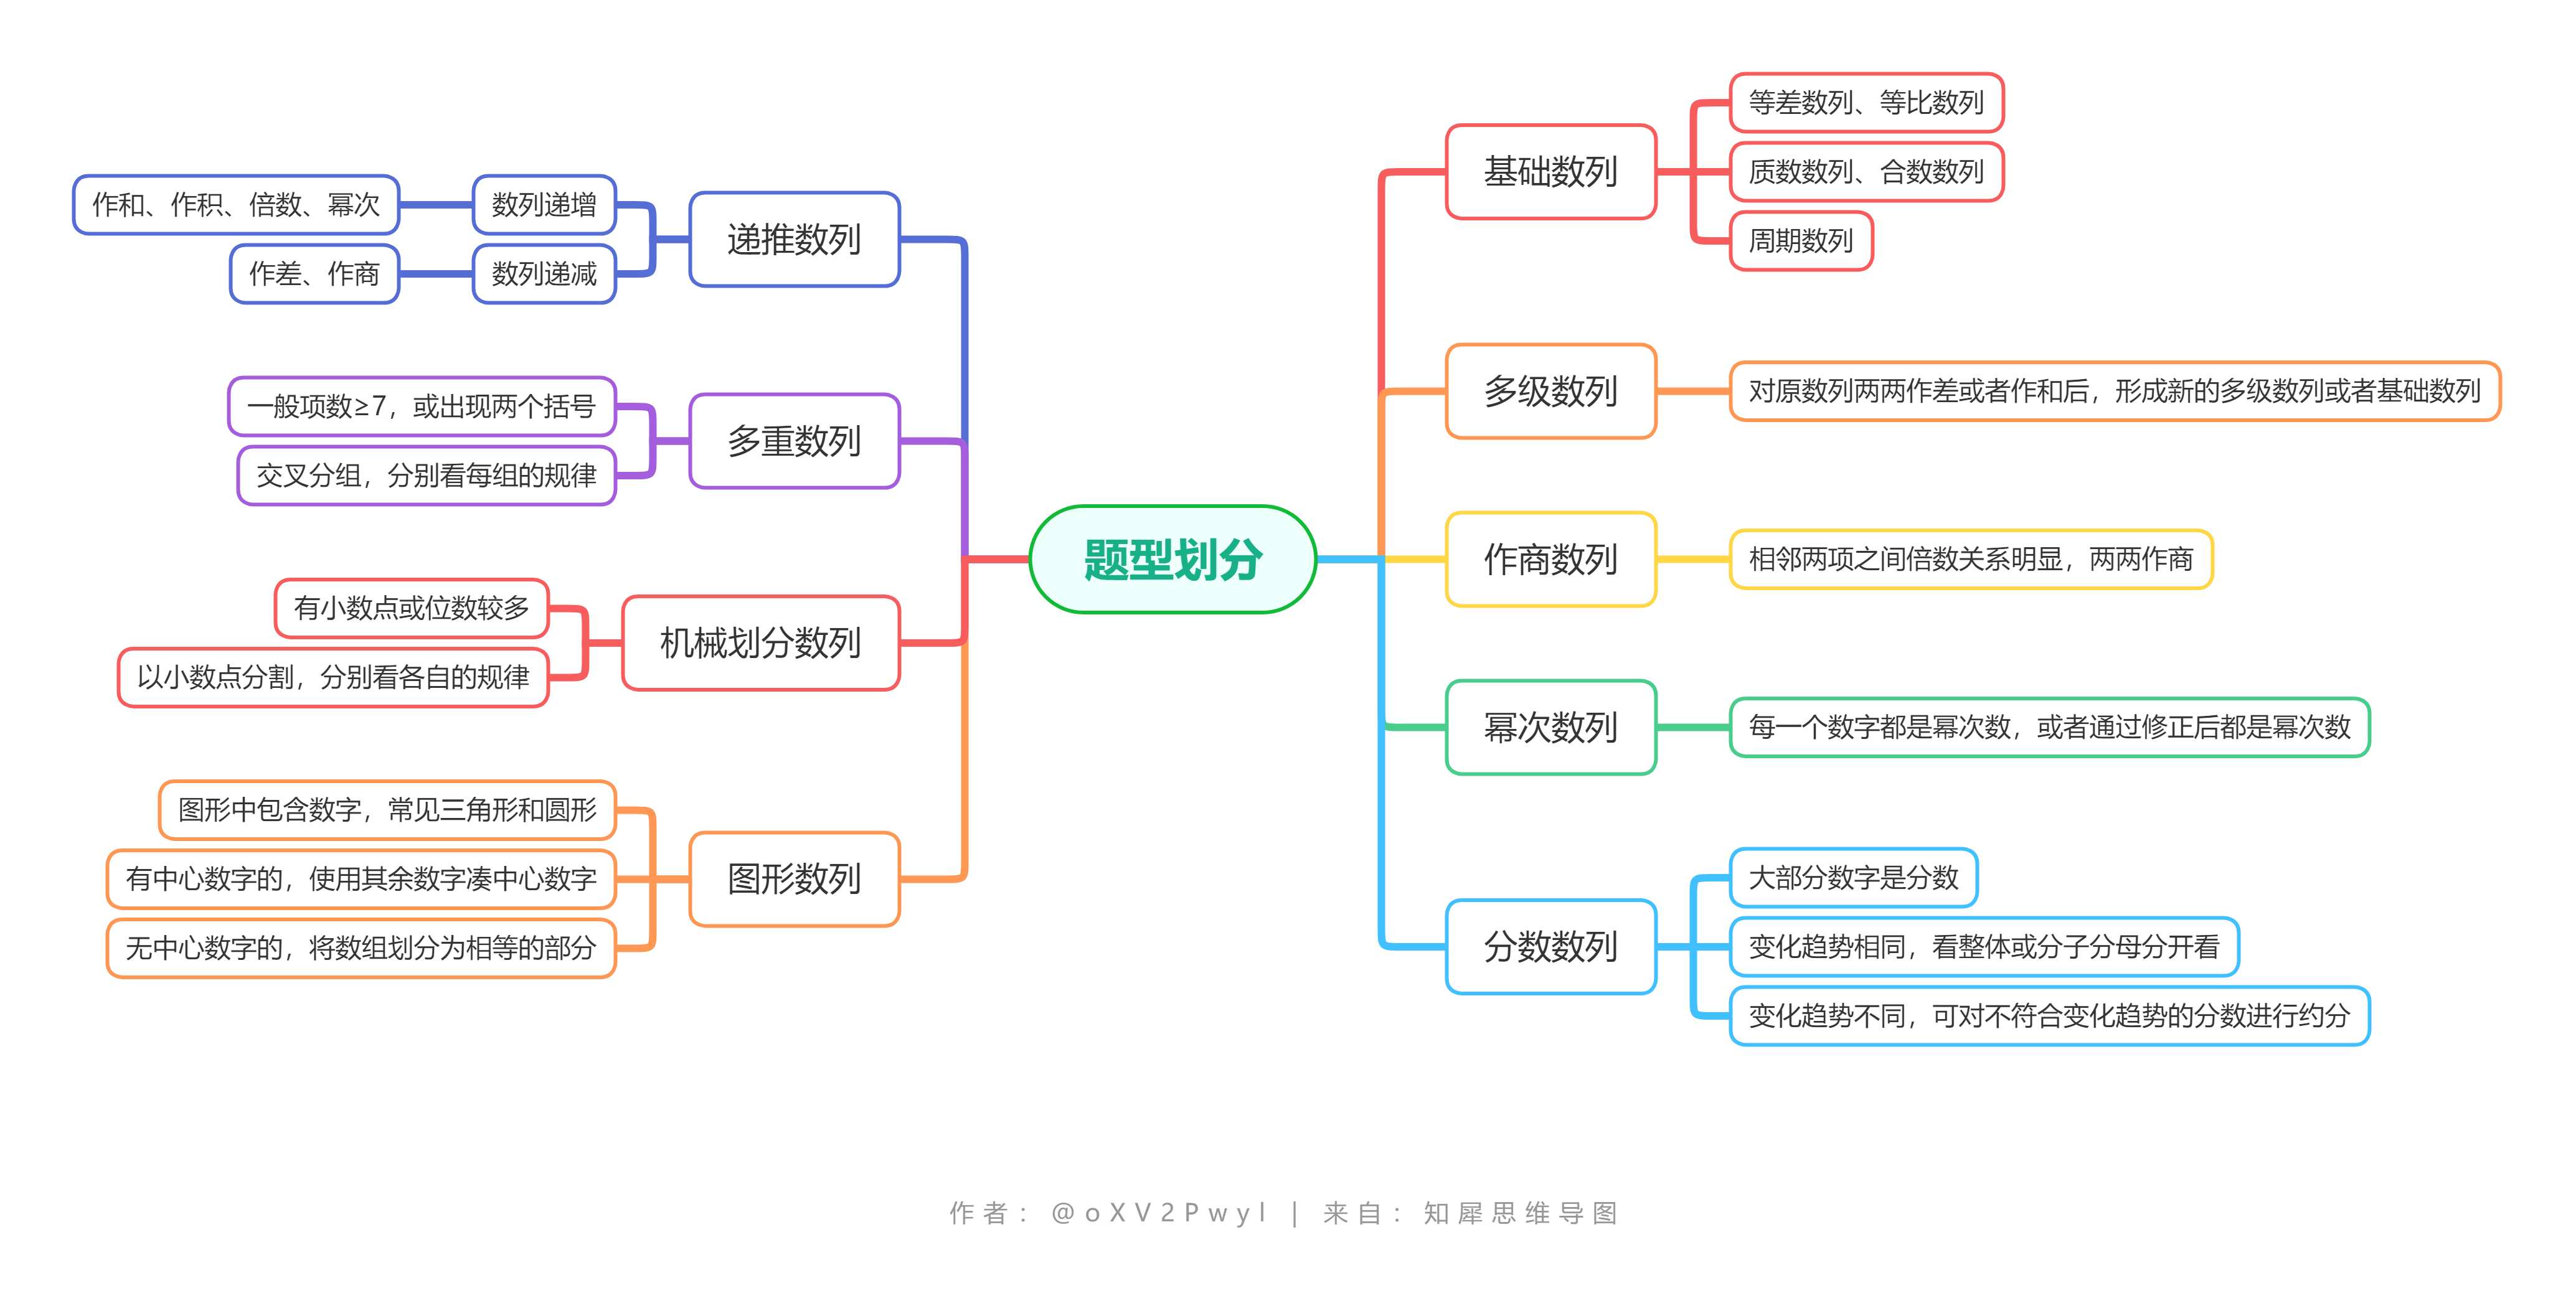 题型划分
基础数列
等差数列、等比数列
质数数列、合数数列
周期数列
多级数列
对原数列两两作差或者作和后，形成新的多级数列或者基础数列
作商数列
相邻两项之间倍数关系明显，两两作商
幂次数列
每一个数字都是幂次数，或者通过修正后都是幂次数
分数数列
大部分数字是分数
变化趋势相同，看整体或分子分母分开看
变化趋势不同，可对不符合变化趋势的分数进行约分
递推数列
数列递增
作和、作积、倍数、幂次
数列递减
作差、作商
多重数列
一般项数≥7，或出现两个括号
交叉分组，分别看每组的规律
机械划分数列
有小数点或位数较多
以小数点分割，分别看各自的规律
图形数列
图形中包含数字，常见三角形和圆形
有中心数字的，使用其余数字凑中心数字
无中心数字的，将数组划分为相等的部分
作者：@oXV2Pwyl | 来自：知犀思维导图